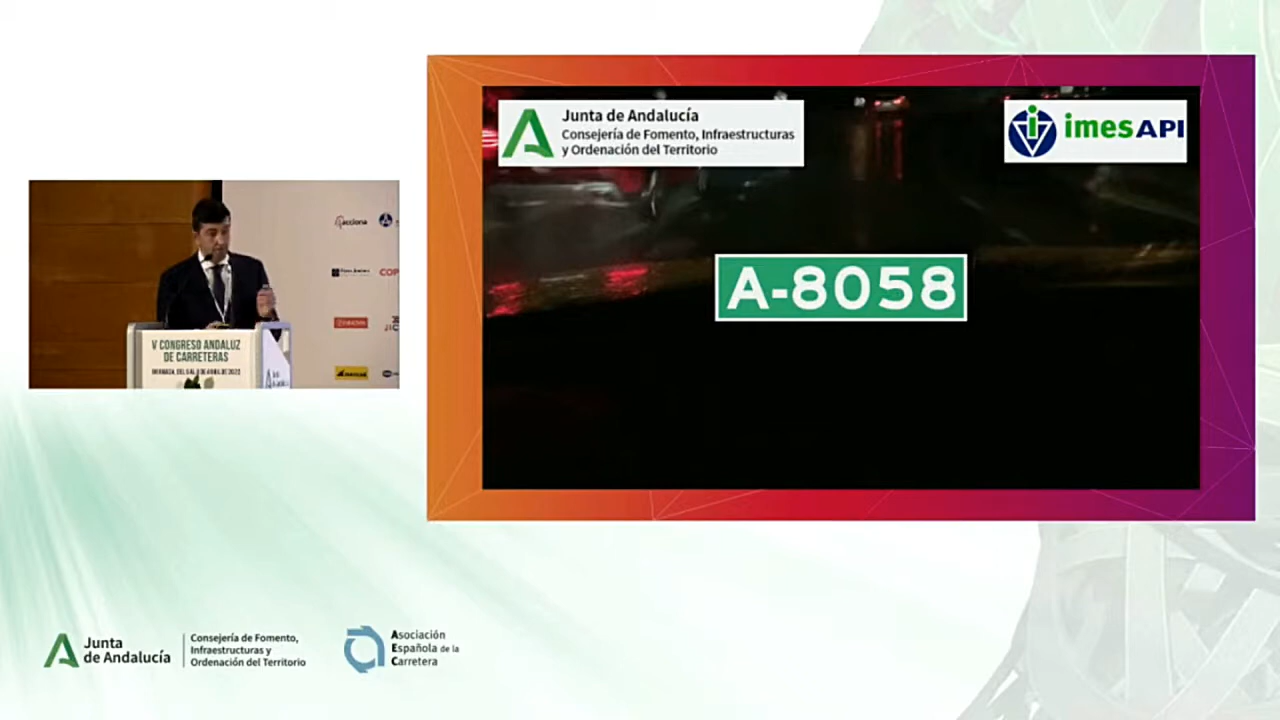 Junta de Andalucía
Consejería de Fomento, Infraestructuras
y Ordenación del Territorio
imesAPI
A-8058
acciona
V CONGRESO ANDALUZ
DE CARRETERAS
Junta
de Andalucía
Consejería de Fomento,
Infraestructuras y
Ordenación del Territorio
Asociación
Española de la
Carretera